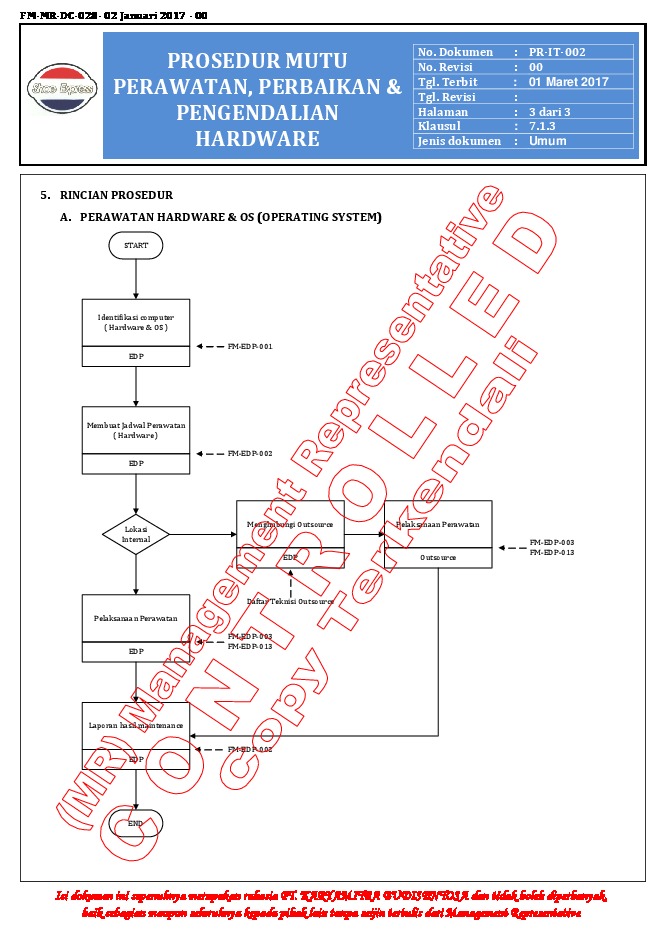 FM-MR-DC-028- 02 Januari 2017 - 00
Shoe Express
PROSEDUR MUTU
PERAWATAN, PERBAIKAN &
PENGENDALIAN
HARDWARE
No. Dokumen : PR-IT-002
No. Revisi : 00
Tgl. Terbit : 01 Maret 2017
Tgl. Revisi :
Halaman : 3 dari 3
Klausul : 7.1.3
Jenis dokumen : Umum
5. RINCIAN PROSEDUR
A. PERAWATAN HARDWARE & OS (OPERATING SYSTEM)
START
Identifikasi computer
( Hardware & OS )
EDP
FM-EDP-001
Membuat Jadwal Perawatan
( Hardware )
EDP
FM-EDP-002
Lokasi
Internal
Menghubungi Outsource
EDP
Daftar Teknisi Outsource
Pelaksanaan Perawatan
Outsource
FM-EDP-003
FM-EDP-013
Pelaksanaan Perawatan
EDP
FM-EDP-003
FM-EDP-013
Laporan hasil maintenance
EDP
FM-EDP-002
END
(MR) Management Representative
CONTROLLED
Copy Terkendali
Isi dokumen ini sepenuhnya merupakan rahasia PT. KARYAMITRA BUDISENTOSA dan tidak boleh diperbanyak,
baik sebagian maupun seluruhnya kepada pihak lain tanpa seijin tertulis dari Management Representative